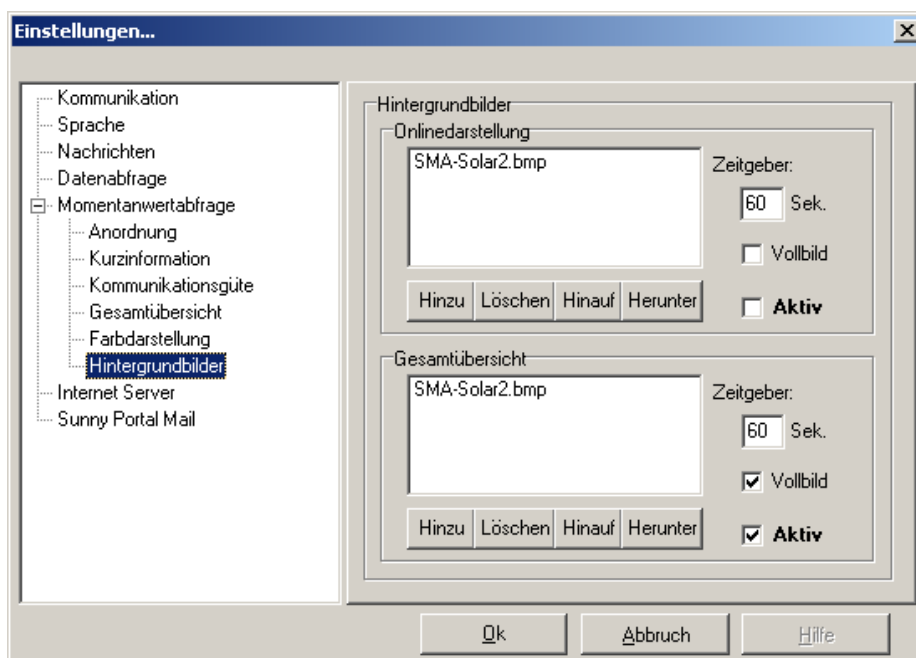 Einstellungen...
Kommunikation
Sprache
Nachrichten
Datenabfrage
Momentanwertabfrage
Anordnung
Kurzinformation
Kommunikationsgüte
Gesamtübersicht
Farbdarstellung
Hintergrundbilder
Internet Server
Sunny Portal Mail
Hintergrundbilder
Onlinedarstellung
SMA-Solar2.bmp
Zeitgeber:
60 Sek.
Vollbild
Hinzu Löschen Hinauf Herunter
Aktiv
Gesamtübersicht
SMA-Solar2.bmp
Zeitgeber:
60 Sek.
Vollbild
Hinzu Löschen Hinauf Herunter
Aktiv
Ok Abbruch Hilfe